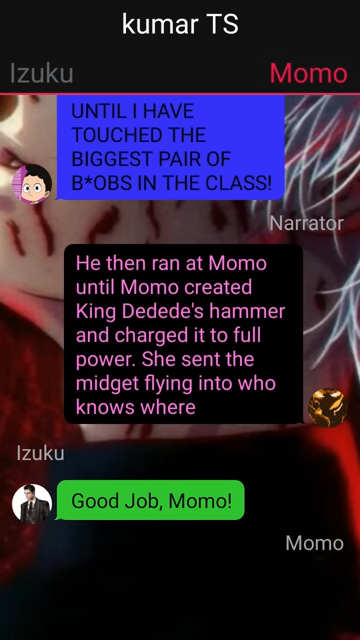 kumar TS
Izuku
Momo
UNTIL I HAVE
TOUCHED THE
BIGGEST PAIR OF
B*OBS IN THE CLASS!
Narrator
He then ran at Momo
until Momo created
King Dedede's hammer
and charged it to full
power. She sent the
midget flying into who
knows where
Izuku
Good Job, Momo!
Momo